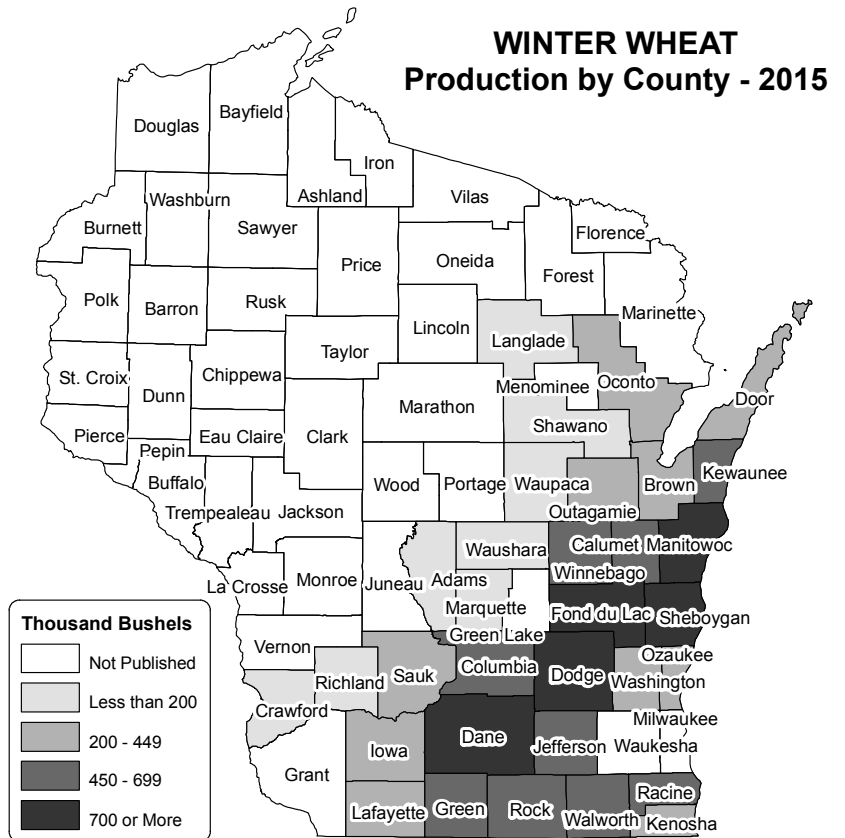 WINTER WHEAT
Production by County - 2015
Douglas
Bayfield
Iron
Ashland
Vilas
Washburn
Burnett
Sawyer
Florence
Price
Oneida
Forest
Polk
Barron
Rusk
Marinette
Lincoln
Langlade
Taylor
St. Croix
Chippewa
Menominee
Oconto
Dunn
Door
Marathon
Pierce
Eau Claire
Clark
Shawano
Pepin
Kewaunee
Buffalo
Wood
Portage
Waupaca
Brown
Trempealeau
Jackson
Outagamie
Waushara
Calumet
Manitowoc
Winnebago
La Crosse
Monroe
Juneau
Adams
Marquette
Fond du Lac
Sheboygan
Green Lake
Vernon
Ozaukee
Columbia
Richland
Sauk
Dodge
Washington
Crawford
Milwaukee
Dane
Jefferson
Waukesha
Iowa
Grant
Racine
Lafayette
Green
Rock
Walworth
Kenosha
Thousand Bushels
Not Published
Less than 200
200 - 449
450 - 699
700 or More